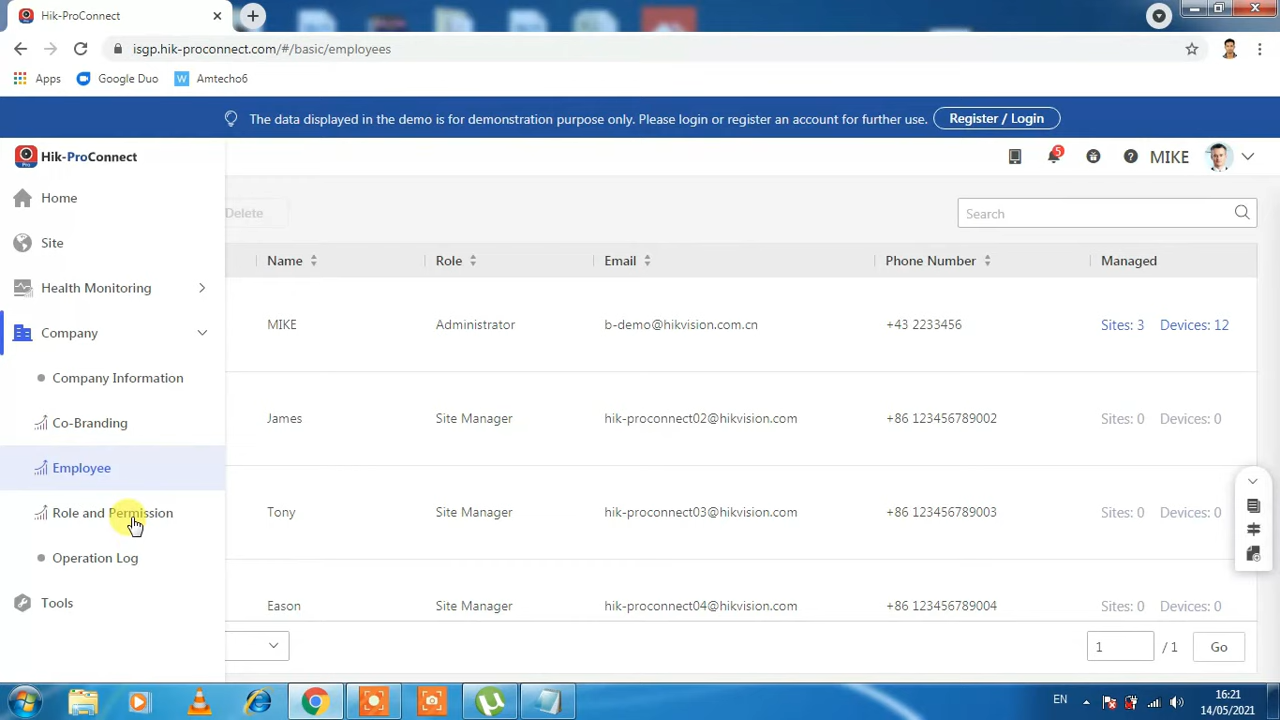 Hik-ProConnect
isgp.hik-proconnect.com/#/basic/employees
Apps Google Duo W Amtecho6
The data displayed in the demo is for demonstration purpose only. Please login or register an account for further use. Register / Login
Hik-ProConnect
5 MIKE
Home
Delete Search
Site
Name Role Email Phone Number Managed
Health Monitoring
MIKE Administrator b-demo@hikvision.com.cn +43 2233456 Sites: 3 Devices: 12
Company
Company Information
James Site Manager hik-proconnect02@hikvision.com +86 123456789002 Sites: 0 Devices: 0
Co-Branding
Employee
Role and Permission
Tony Site Manager hik-proconnect03@hikvision.com +86 123456789003 Sites: 0 Devices: 0
Operation Log
Tools
Eason Site Manager hik-proconnect04@hikvision.com +86 123456789004 Sites: 0 Devices: 0
1 / 1 Go
EN 16:21
14/05/2021